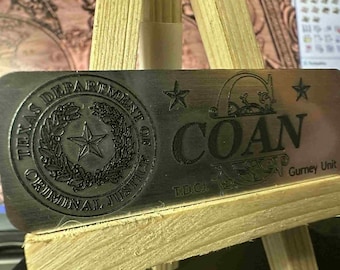 TEXAS DEPARTMENT OF
CRIMINAL JUSTICE
C
COAN
Gurney Unit